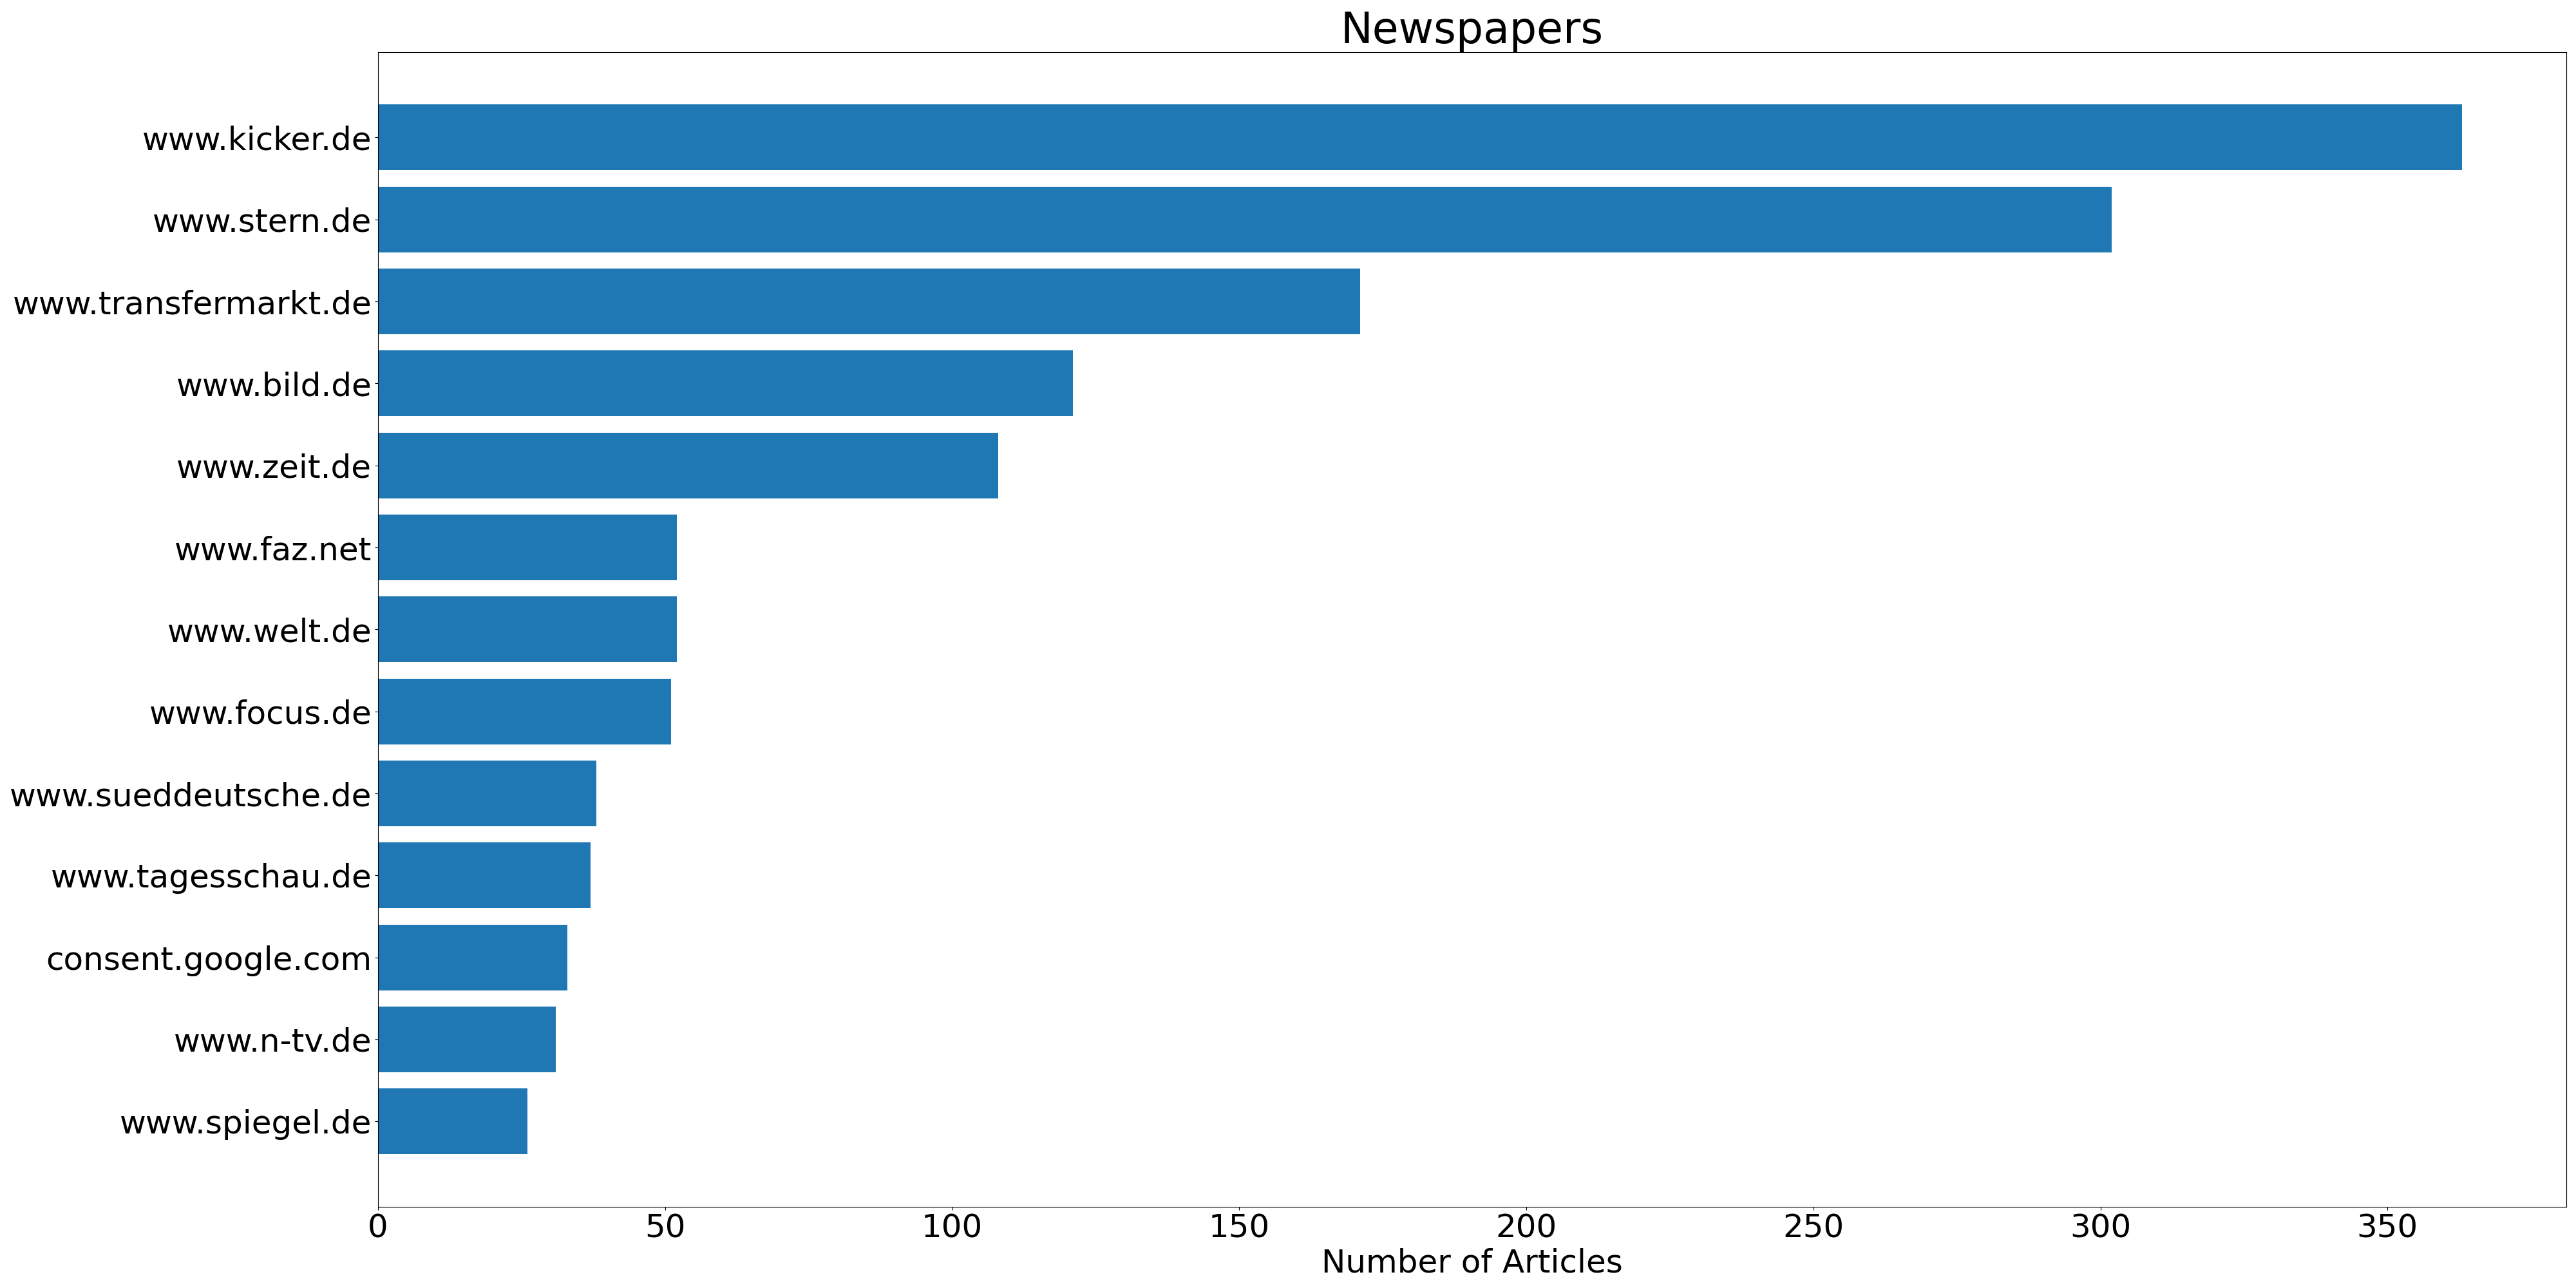 Newspapers
www.kicker.de
www.stern.de
www.transfermarkt.de
www.bild.de
www.zeit.de
www.faz.net
www.welt.de
www.focus.de
www.sueddeutsche.de
www.tagesschau.de
consent.google.com
www.n-tv.de
www.spiegel.de
0 50 100 150 200 250 300 350
Number of Articles